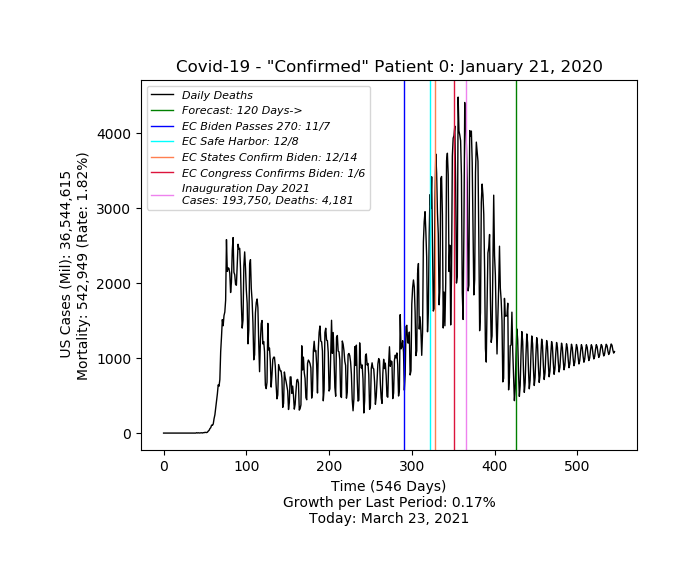 Covid-19 - "Confirmed" Patient 0: January 21, 2020
Daily Deaths
Forecast: 120 Days->
EC Biden Passes 270: 11/7
EC Safe Harbor: 12/8
EC States Confirm Biden: 12/14
EC Congress Confirms Biden: 1/6
Inauguration Day 2021
Cases: 193,750, Deaths: 4,181
US Cases (Mil): 36,544,615
Mortality: 542,949 (Rate: 1.82%)
4000
3000
2000
1000
0
0 100 200 300 400 500
Time (546 Days)
Growth per Last Period: 0.17%
Today: March 23, 2021